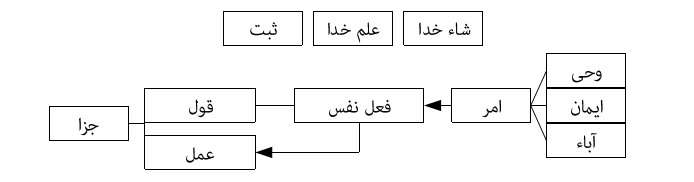 شاء خدا
علم خدا
ثبت
وحی
ایمان
آباء
امر
فعل نفس
قول
عمل
جزا